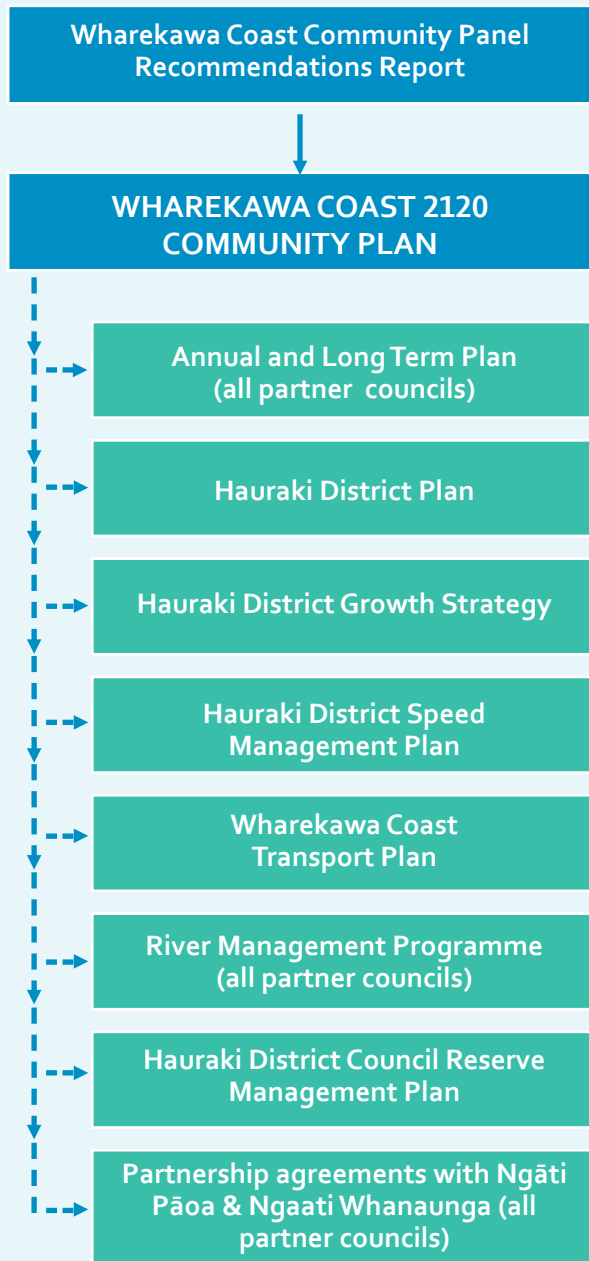 Wharekawa Coast Community Panel
Recommendations Report
WHAREKAWA COAST 2120
COMMUNITY PLAN
Annual and Long Term Plan
(all partner councils)
Hauraki District Plan
Hauraki District Growth Strategy
Hauraki District Speed
Management Plan
Wharekawa Coast
Transport Plan
River Management Programme
(all partner councils)
Hauraki District Council Reserve
Management Plan
Partnership agreements with Ngāti
Pāoa & Ngaati Whanaunga (all
partner councils)